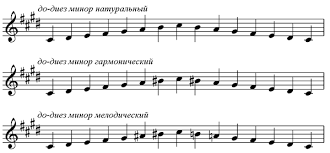 до-диез минор натуральный
до-диез минор гармонический
до-диез минор мелодический